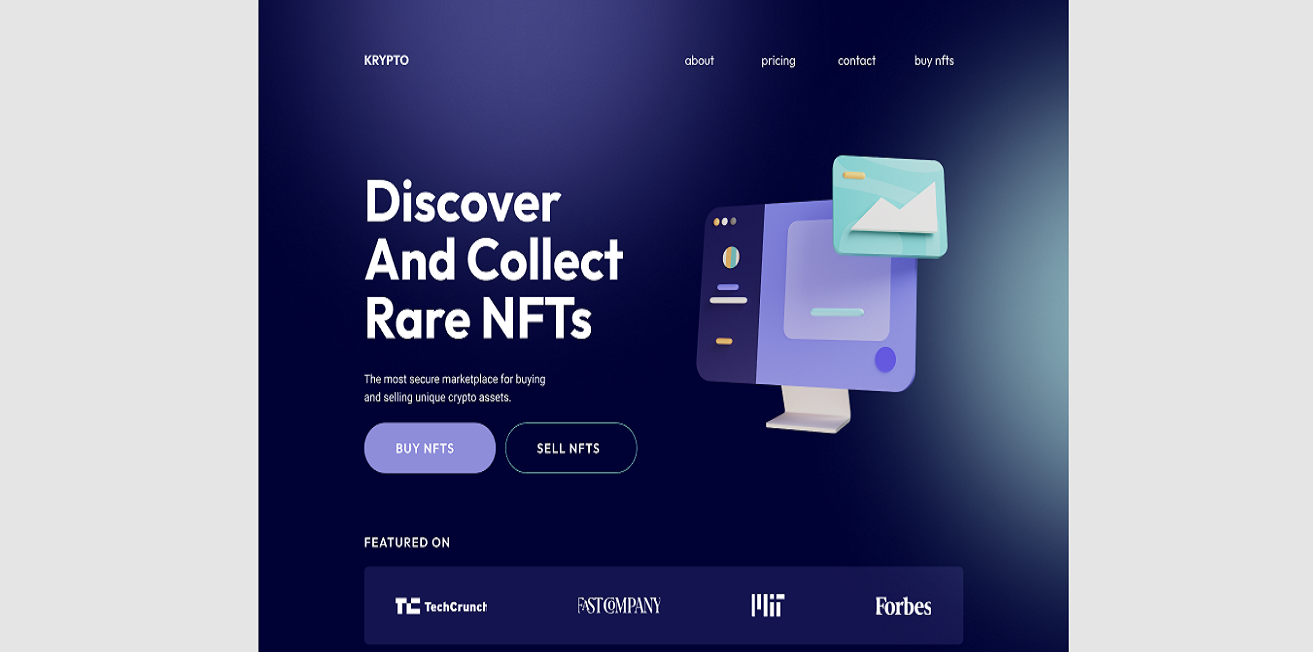 KRYPTO
about
pricing
contact
buy nfts
Discover
And Collect
Rare NFTs
The most secure marketplace for buying
and selling unique crypto assets.
BUY NFTS
SELL NFTS
FEATURED ON
TC TechCrunch
FAST COMPANY
MIT
Forbes